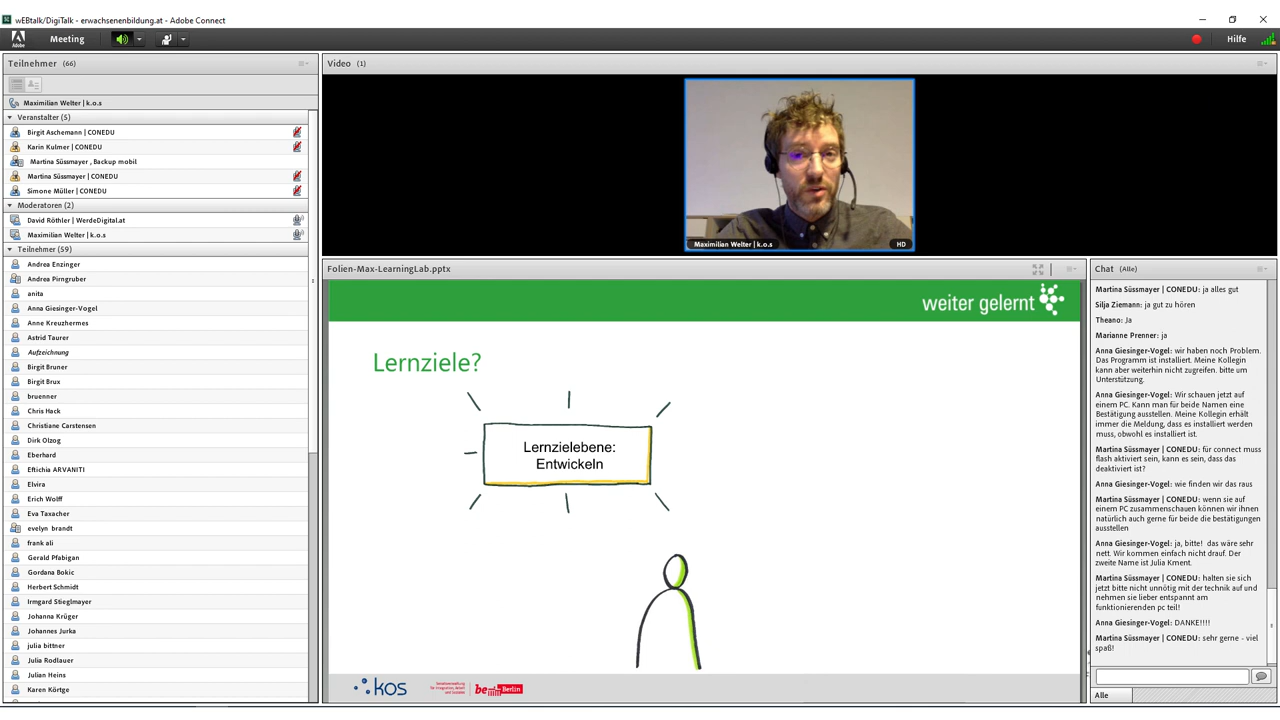 wEBtalk/DigiTalk - erwachsenenbildung.at - Adobe Connect
Meeting
Hilfe
Teilnehmer (66)
Maximilian Welter | k.o.s
Veranstalter (5)
Birgit Aschemann | CONEDU
Karin Kulmer | CONEDU
Martina Süssmayer , Backup mobil
Martina Süssmayer | CONEDU
Simone Müller | CONEDU
Moderatoren (2)
David Röthler | WerdeDigital.at
Maximilian Welter | k.o.s
Teilnehmer (59)
Andrea Enzinger
Andrea Pirngruber
anita
Anna Giesinger-Vogel
Anne Kreuzhermes
Astrid Taurer
Aufzeichnung
Birgit Bruner
Birgit Brux
bruenner
Chris Hack
Christiane Carstensen
Dirk Olzog
Eberhard
Eftichia ARVANITI
Elvira
Erich Wolff
Eva Taxacher
evelyn brandt
frank ali
Gerald Pfabigan
Gordana Bokic
Herbert Schmidt
Irmgard Stieglmayer
Johanna Krüger
Johannes Jurka
julia bittner
Julia Rodlauer
Julian Heins
Karen Körtge
Video (1)
Maximilian Welter | k.o.s
HD
Folien-Max-LearningLab.pptx
weiter gelernt
Lernziele?
Lernzielebene:
Entwickeln
kos
be Berlin
Chat (Alle)
Martina Süssmayer | CONEDU: ja alles gut
Silja Ziemann: ja gut zu hören
Theano: Ja
Marianne Prenner: ja
Anna Giesinger-Vogel: wir haben noch Problem.
Das Programm ist installiert. Meine Kollegin
kann aber weiterhin nicht zugreifen. bitte um
Unterstützung.
Anna Giesinger-Vogel: Wir schauen jetzt auf
einem PC. Kann man für beide Namen eine
Bestätigung ausstellen. Meine Kollegin erhält
immer die Meldung, dass es installiert werden
muss, obwohl es installiert ist.
Martina Süssmayer | CONEDU: für connect muss
flash aktiviert sein, kann es sein, dass das
deaktiviert ist?
Anna Giesinger-Vogel: wie finden wir das raus
Martina Süssmayer | CONEDU: wenn sie auf
einem PC zusammenschauen können wir ihnen
natürlich auch gerne für beide die bestätigungen
ausstellen
Anna Giesinger-Vogel: ja, bitte! das wäre sehr
nett. Wir kommen einfach nicht drauf. Der
zweite Name ist Julia Kment.
Martina Süssmayer | CONEDU: halten sie sich
jetzt bitte nicht unnötig mit der technik auf und
nehmen sie lieber entspannt am
funktionierenden pc teil!
Anna Giesinger-Vogel: DANKE!!!!
Martina Süssmayer | CONEDU: sehr gerne - viel
spaß!
Alle